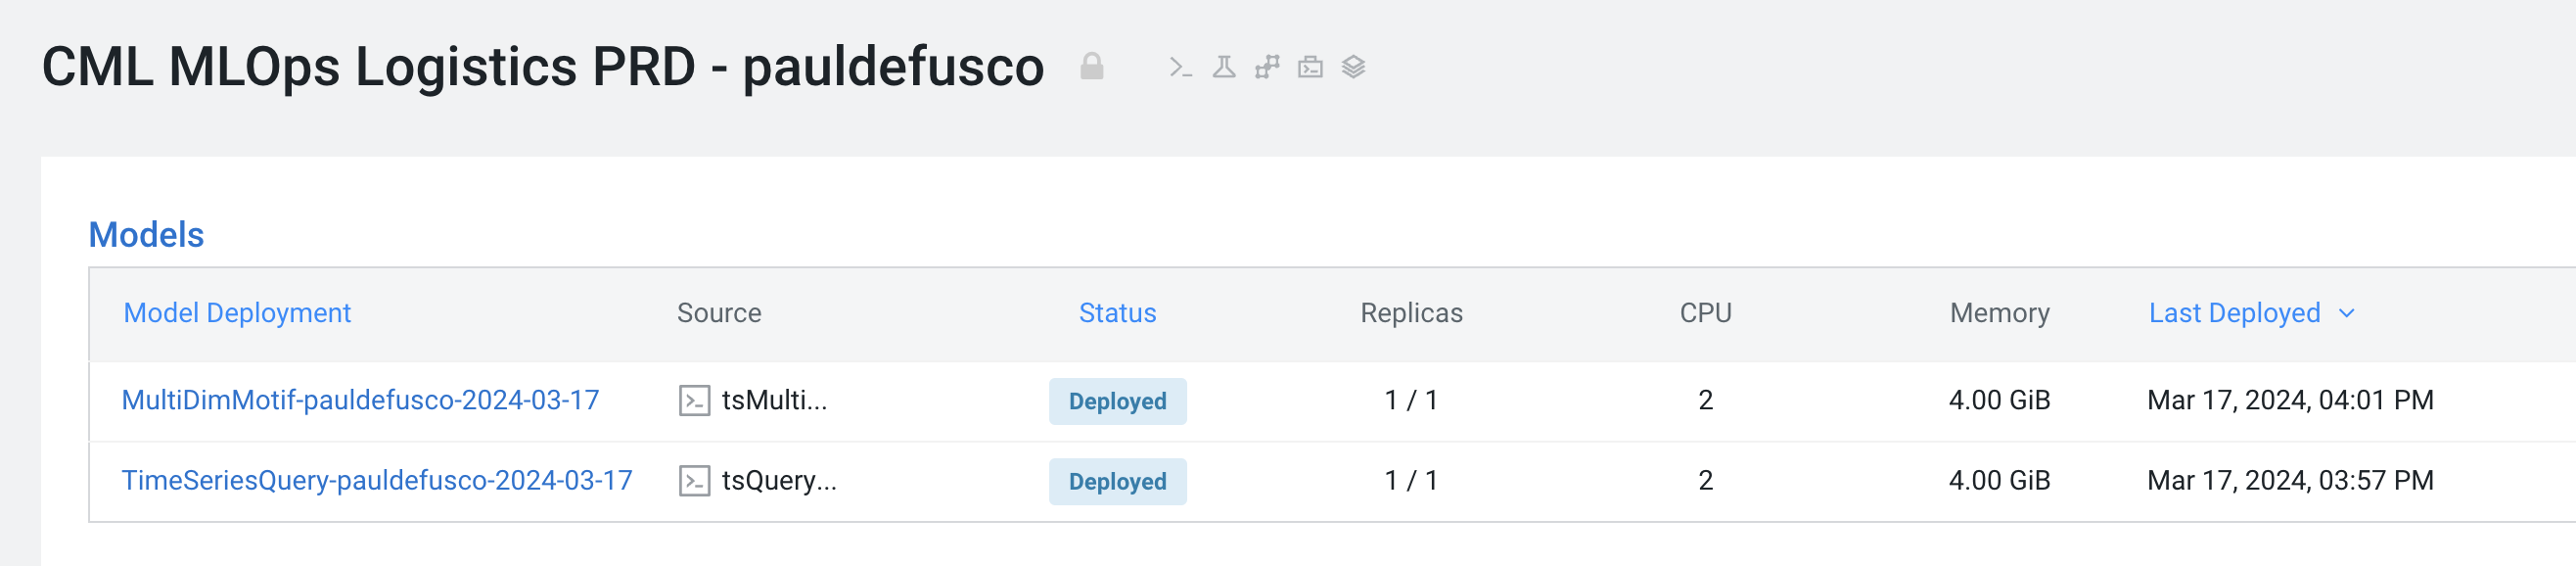 CML MLOps Logistics PRD - pauldefusco
Models
Model Deployment Source Status Replicas CPU Memory Last Deployed
MultiDimMotif-pauldefusco-2024-03-17 tsMulti... Deployed 1 / 1 2 4.00 GiB Mar 17, 2024, 04:01 PM
TimeSeriesQuery-pauldefusco-2024-03-17 tsQuery... Deployed 1 / 1 2 4.00 GiB Mar 17, 2024, 03:57 PM